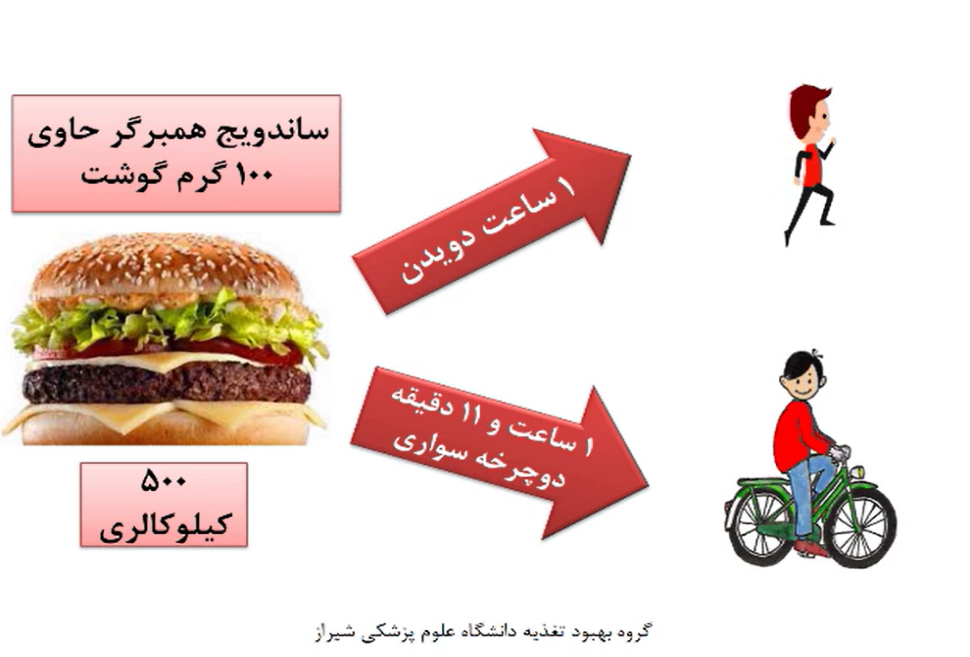 ساندویج همبرگر حاوی
۱۰۰ گرم گوشت
۱ ساعت دویدن
۱ ساعت و ۱۱ دقیقه
دوچرخه سواری
۵۰۰
کیلوکالری
گروه بهبود تغذیه دانشگاه علوم پزشکی شیراز